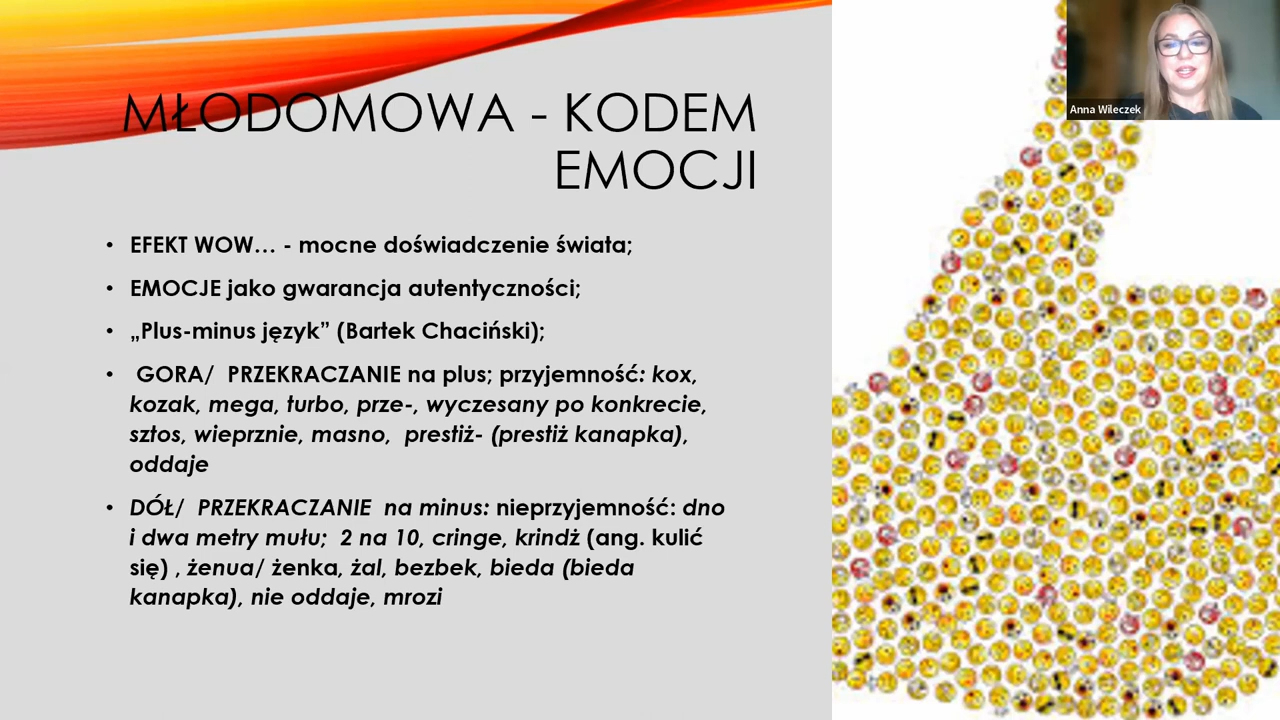 MŁODOMOWA - KODEM
EMOCJI
• EFEKT WOW… - mocne doświadczenie świata;
• EMOCJE jako gwarancja autentyczności;
• „Plus-minus język” (Bartek Chaciński);
• GORA/ PRZEKRACZANIE na plus; przyjemność: kox,
kozak, mega, turbo, prze-, wyczesany po konkrecie,
sztos, wieprznie, masno, prestiż- (prestiż kanapka),
oddaje
• DÓŁ/ PRZEKRACZANIE na minus: nieprzyjemność: dno
i dwa metry mułu; 2 na 10, cringe, krindż (ang. kulić
się) , żenua/ żenka, żal, bezbek, bieda (bieda
kanapka), nie oddaje, mrozi
Anna Wileczek